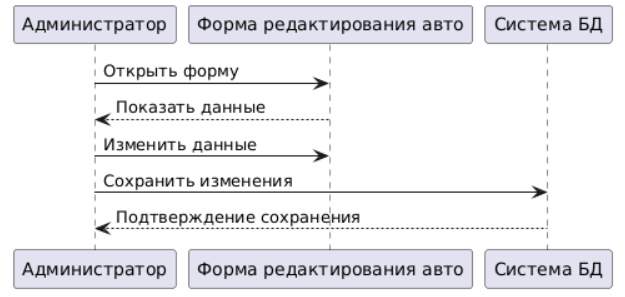 Администратор
Форма редактирования авто
Система БД
Открыть форму
Показать данные
Изменить данные
Сохранить изменения
Подтверждение сохранения
Администратор
Форма редактирования авто
Система БД